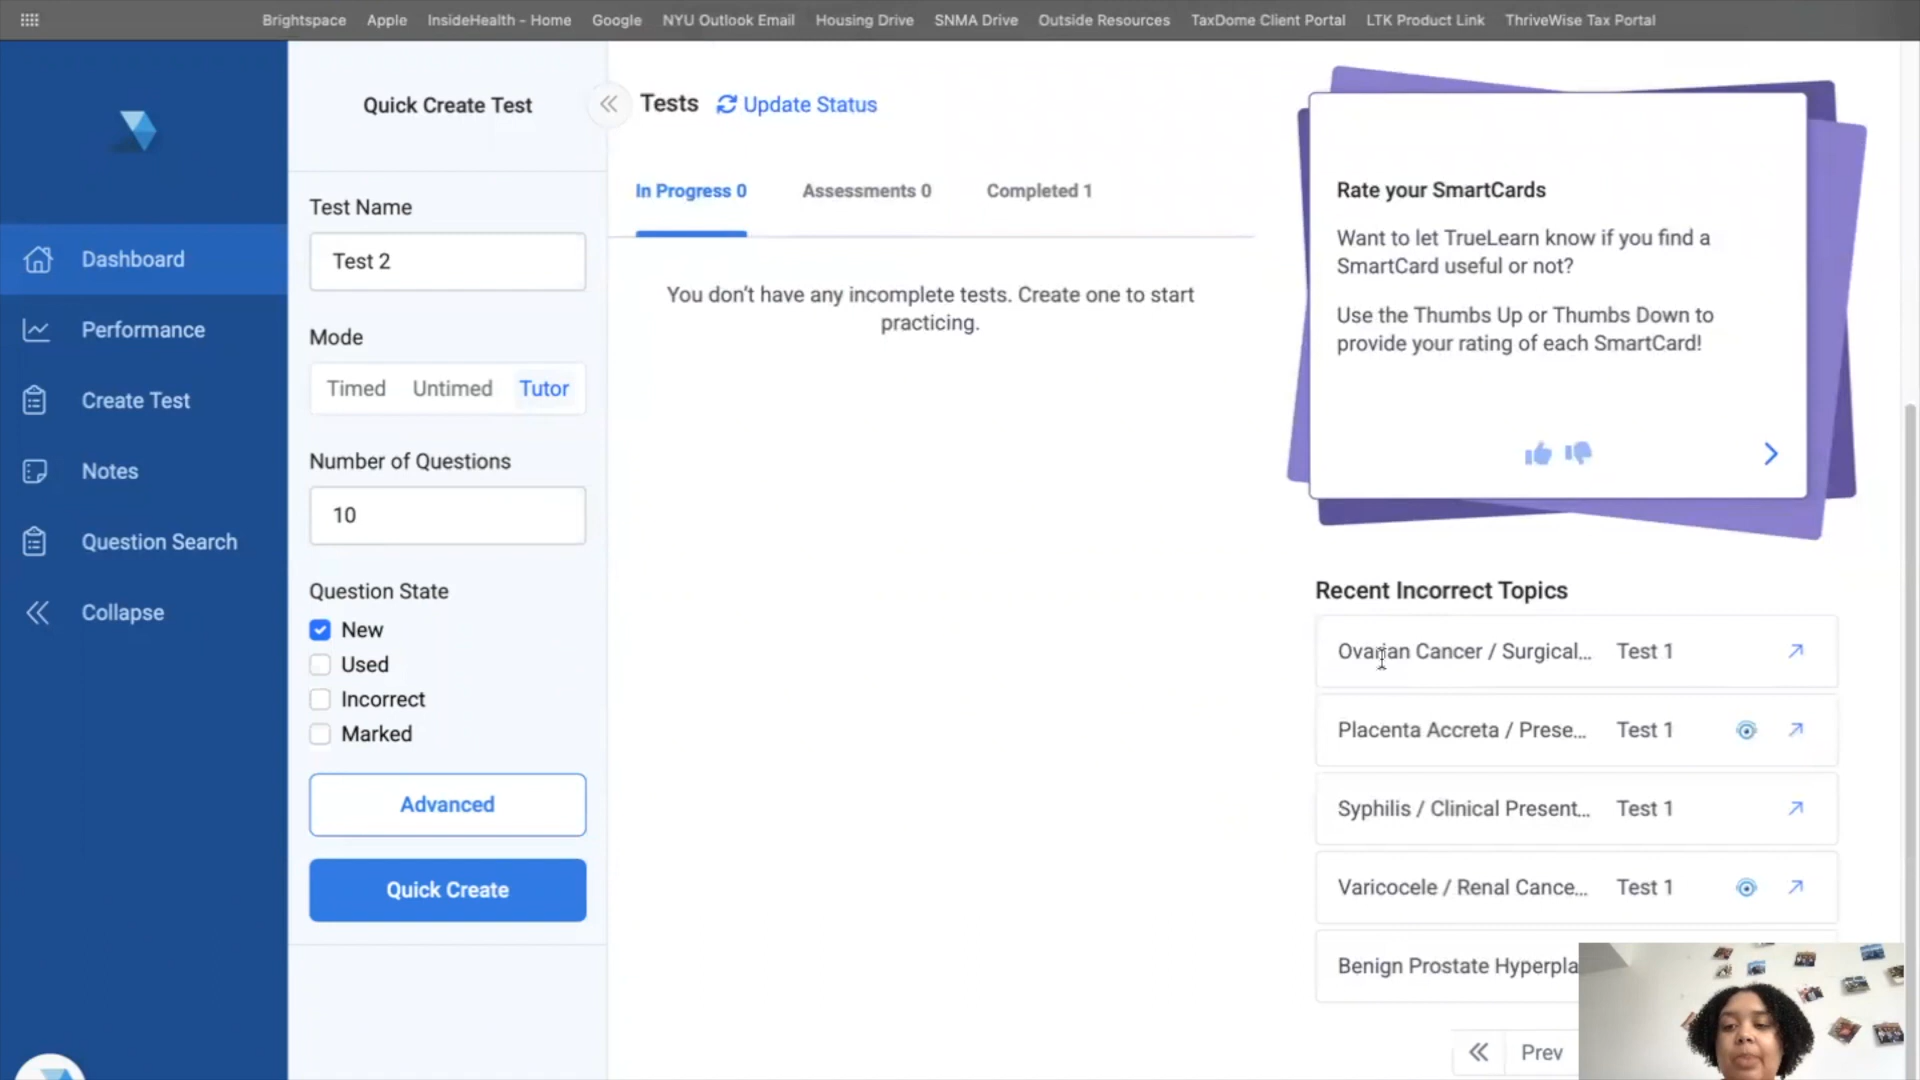 Brightspace Apple InsideHealth - Home Google NYU Outlook Email Housing Drive SNMA Drive Outside Resources TaxDome Client Portal LTK Product Link ThriveWise Tax Portal
Dashboard
Performance
Create Test
Notes
Question Search
Collapse
Quick Create Test
Test Name
Test 2
Mode
Timed Untimed Tutor
Number of Questions
10
Question State
New
Used
Incorrect
Marked
Advanced
Quick Create
Tests Update Status
In Progress 0 Assessments 0 Completed 1
You don't have any incomplete tests. Create one to start
practicing.
Rate your SmartCards
Want to let TrueLearn know if you find a
SmartCard useful or not?
Use the Thumbs Up or Thumbs Down to
provide your rating of each SmartCard!
Recent Incorrect Topics
Ovarian Cancer / Surgical... Test 1
Placenta Accreta / Prese... Test 1
Syphilis / Clinical Present... Test 1
Varicocele / Renal Cance... Test 1
Benign Prostate Hyperpla
Prev